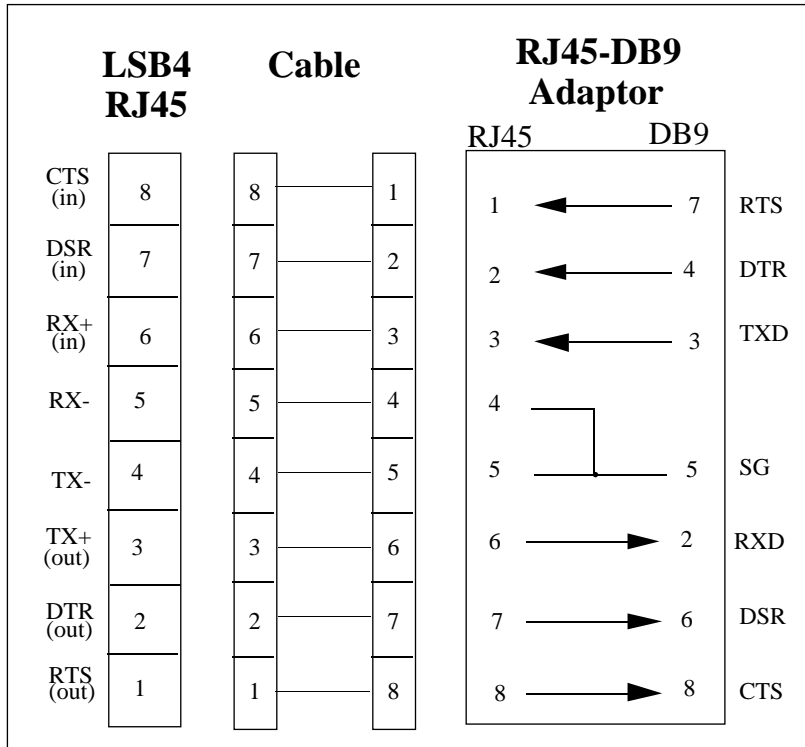 LSB4
RJ45
Cable
RJ45-DB9
Adaptor
RJ45 DB9
CTS
(in)
8 8 1 1 7 RTS
DSR
(in)
7 7 2 2 4 DTR
RX+
(in)
6 6 3 3 3 TXD
RX- 5 5 4 4
TX- 4 4 5 5 5 SG
TX+
(out)
3 3 6 6 2 RXD
DTR
(out)
2 2 7 7 6 DSR
RTS
(out)
1 1 8 8 8 CTS